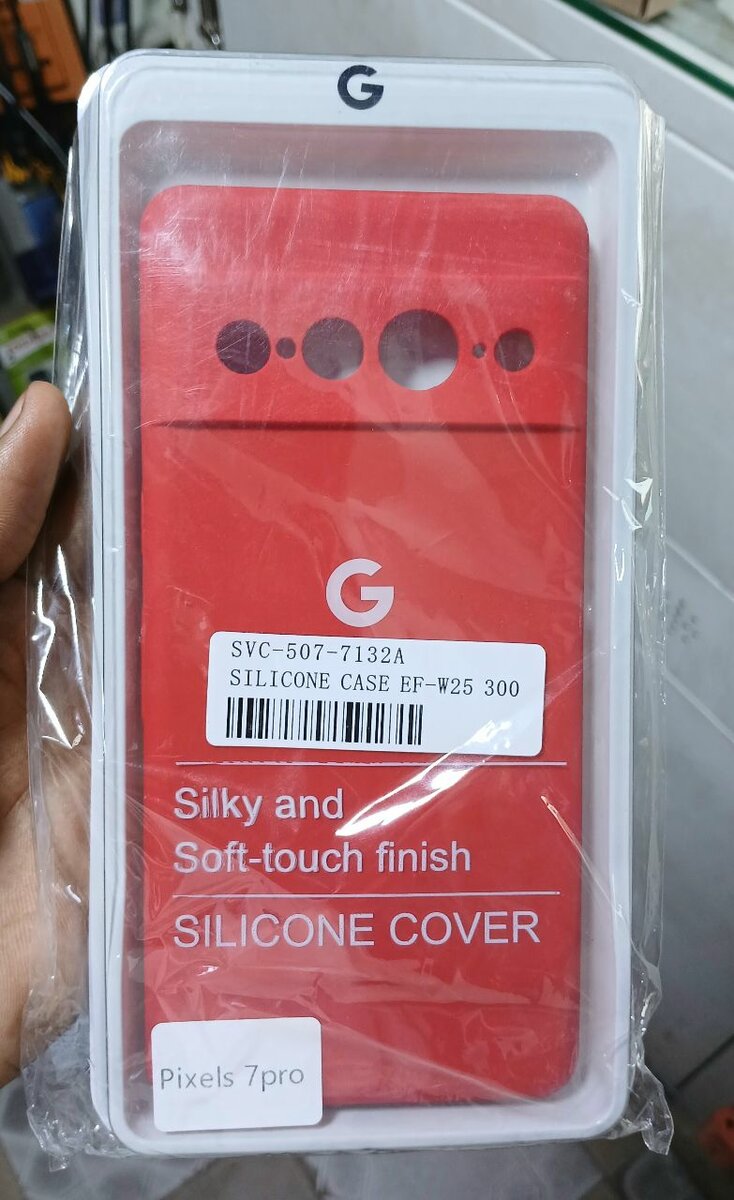 G
G
SVC-507-7132A
SILICONE CASE EF-W25 300
Silky and
Soft-touch finish
SILICONE COVER
Pixels 7pro